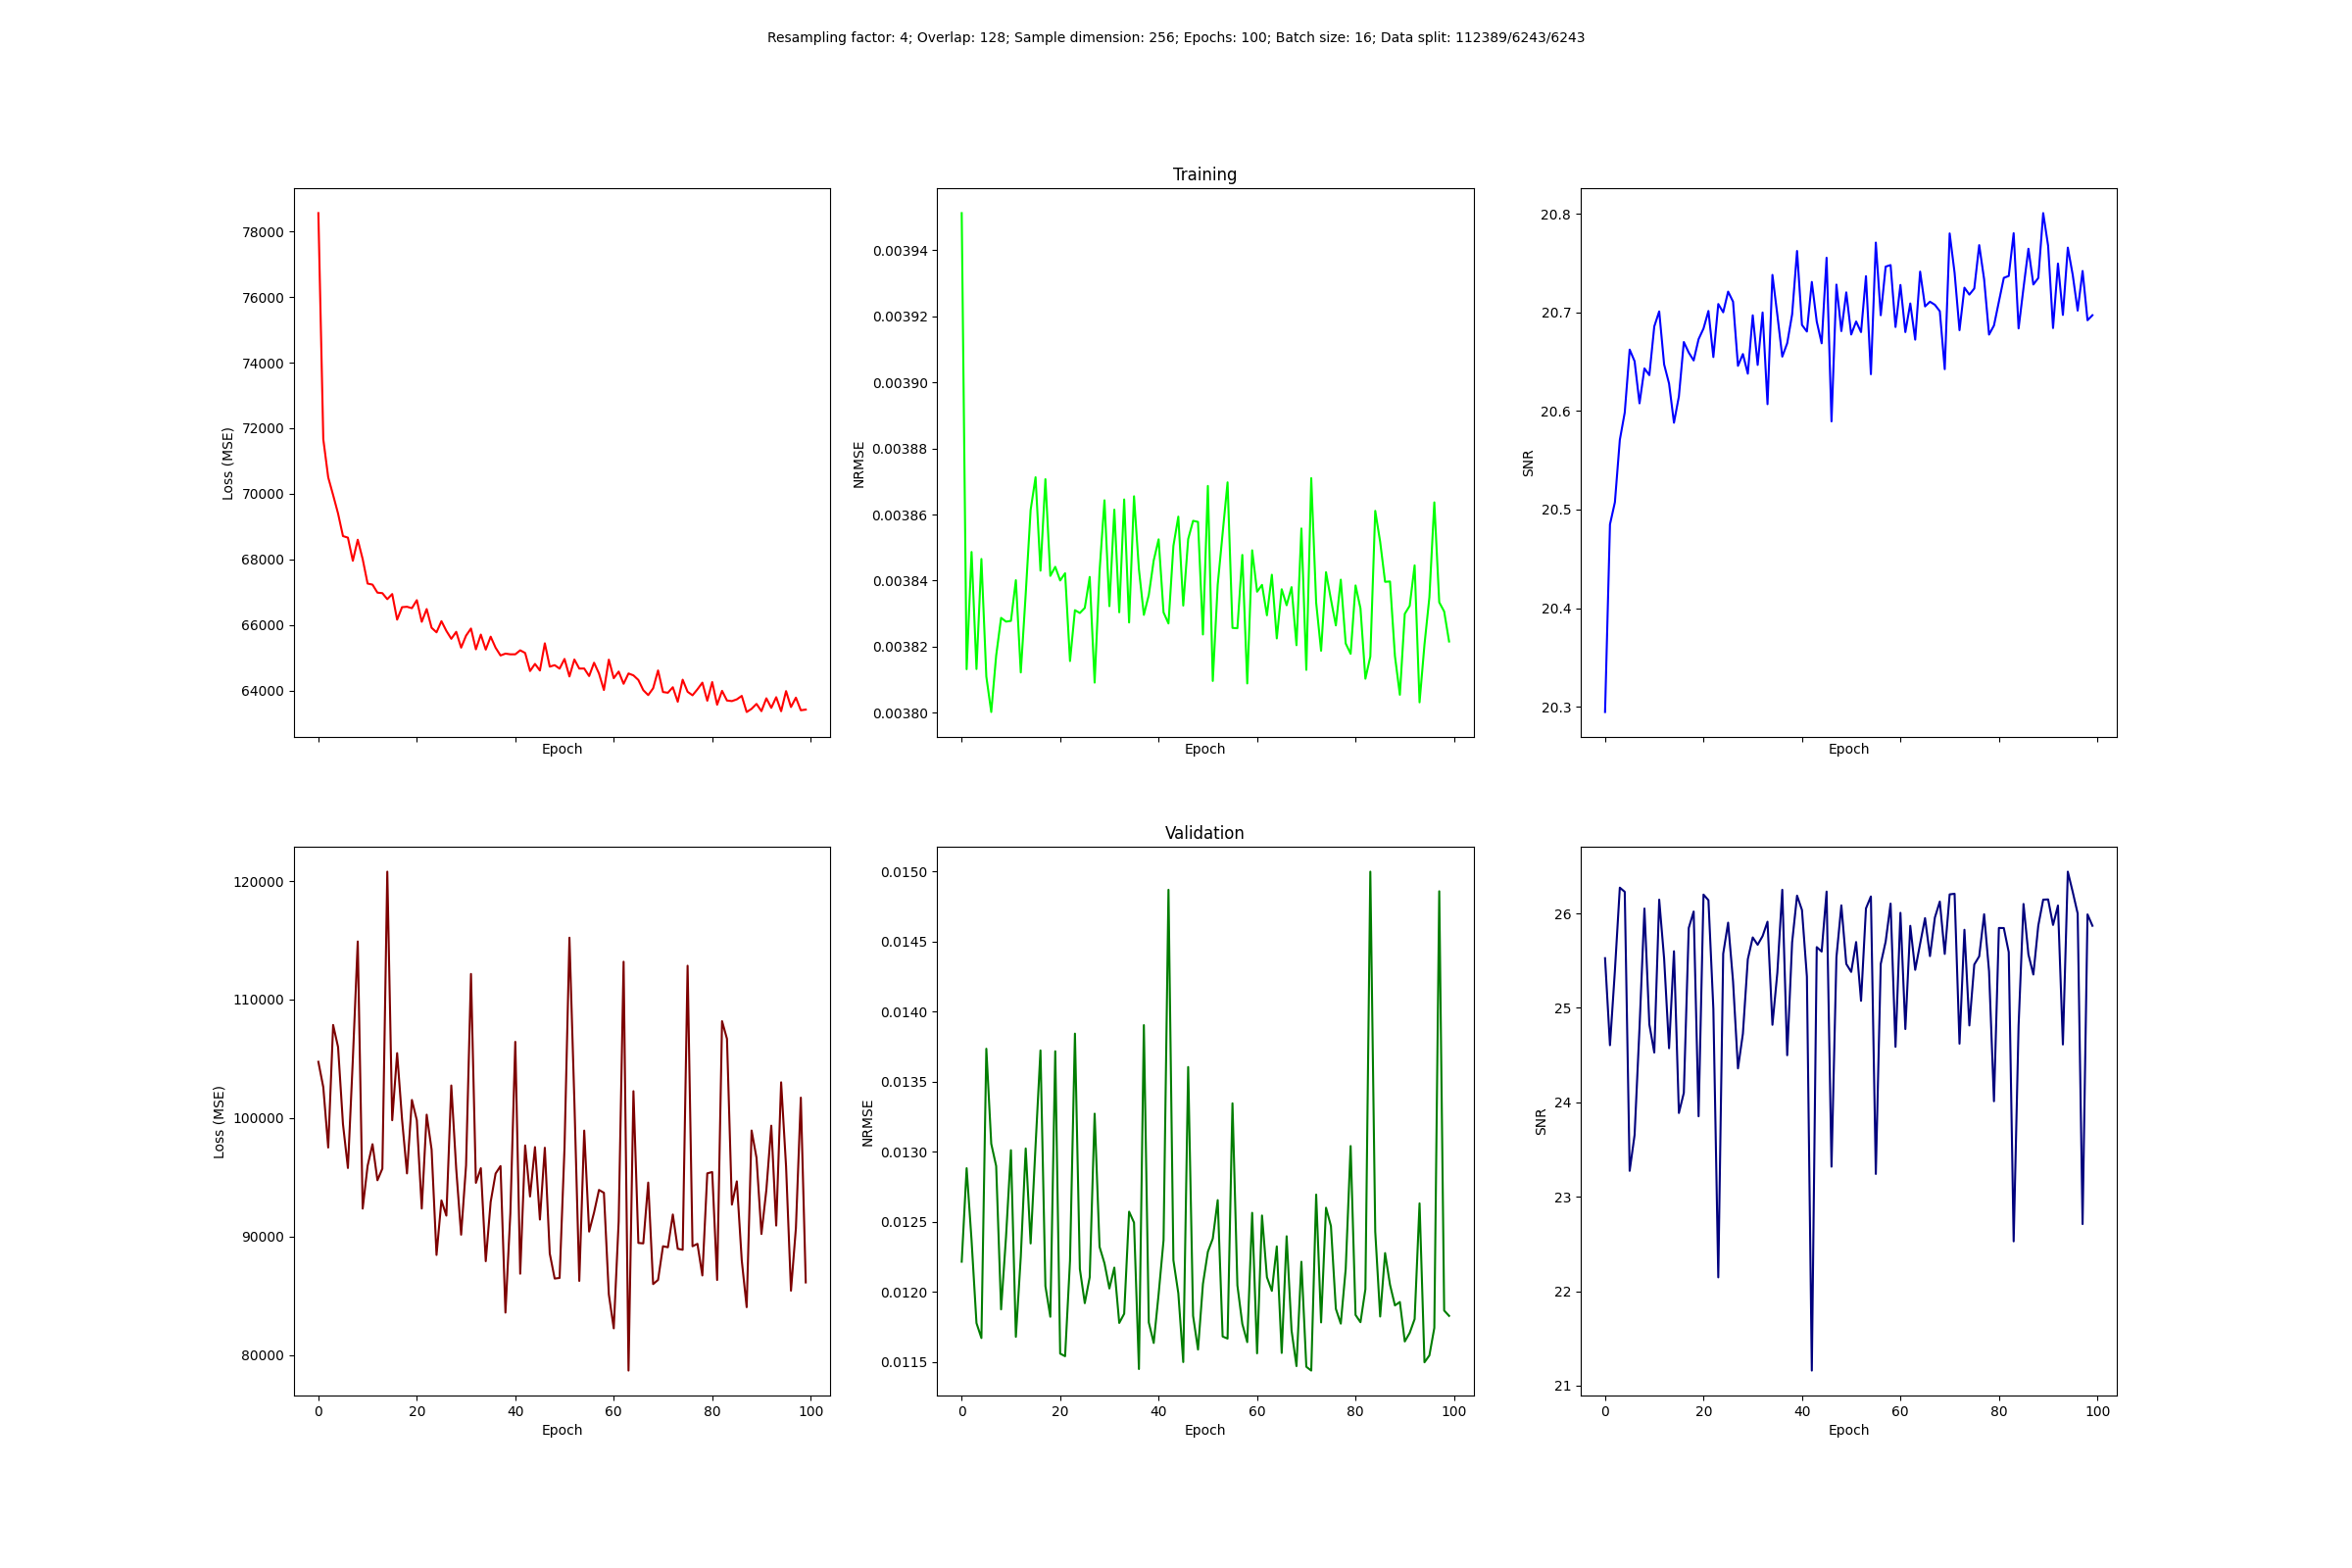 Resampling factor: 4; Overlap: 128; Sample dimension: 256; Epochs: 100; Batch size: 16; Data split: 112389/6243/6243
Training
Loss (MSE)
78000
76000
74000
72000
70000
68000
66000
64000
Epoch
NRMSE
0.00394
0.00392
0.00390
0.00388
0.00386
0.00384
0.00382
0.00380
Epoch
SNR
20.8
20.7
20.6
20.5
20.4
20.3
Epoch
Validation
Loss (MSE)
120000
110000
100000
90000
80000
0 20 40 60 80 100
Epoch
NRMSE
0.0150
0.0145
0.0140
0.0135
0.0130
0.0125
0.0120
0.0115
0 20 40 60 80 100
Epoch
SNR
26
25
24
23
22
21
0 20 40 60 80 100
Epoch